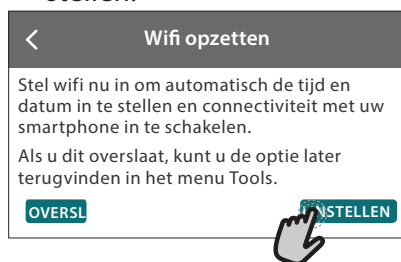 Wifi opzetten
Stel wifi nu in om automatisch de tijd en
datum in te stellen en connectiviteit met uw
smartphone in te schakelen.
Als u dit overslaat, kunt u de optie later
terugvinden in het menu Tools.
OVERSL